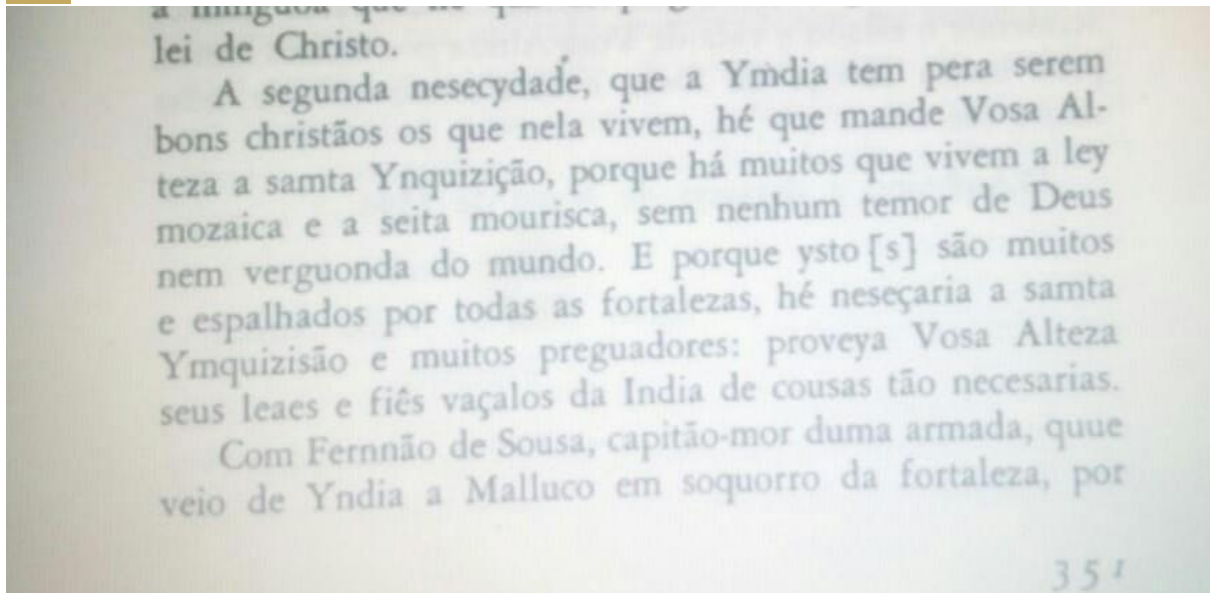 a
lei de Christo.
A segunda nesecydade, que a Ymdia tem pera serem
bons christãos os que nela vivem, hé que mande Vosa Al-
teza a samta Ynquizição, porque há muitos que vivem a ley
mozaica e a seita mourisca, sem nenhum temor de Deus
nem verguonda do mundo. E porque ysto[s] são muitos
e espalhados por todas as fortalezas, hé neseçaria a samta
Ymquizisão e muitos preguadores: proveya Vosa Alteza
seus leaes e fiês vaçalos da India de cousas tão necesarias.
Com Fernnão de Sousa, capitão-mor duma armada, quue
veio de Yndia a Malluco em soquorro da fortaleza, por
351